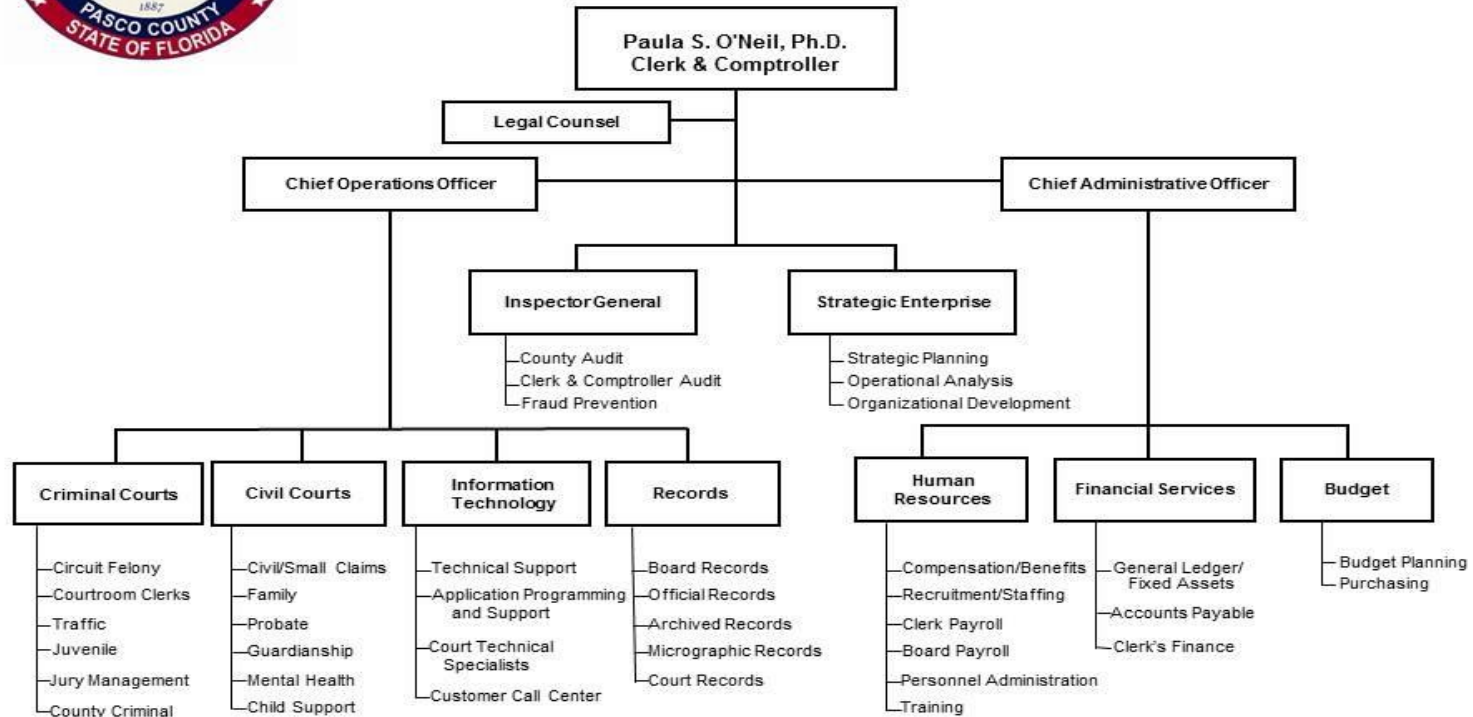 1887
PASCO COUNTY
STATE OF FLORIDA
Paula S. O'Neil, Ph.D.
Clerk & Comptroller
Legal Counsel
Chief Operations Officer
Chief Administrative Officer
Inspector General
County Audit
Clerk & Comptroller Audit
Fraud Prevention
Strategic Enterprise
Strategic Planning
Operational Analysis
Organizational Development
Criminal Courts
Circuit Felony
Courtroom Clerks
Traffic
Juvenile
Jury Management
County Criminal
Civil Courts
Civil/Small Claims
Family
Probate
Guardianship
Mental Health
Child Support
Information
Technology
Technical Support
Application Programming
and Support
Court Technical
Specialists
Customer Call Center
Records
Board Records
Official Records
Archived Records
Micrographic Records
Court Records
Human
Resources
Compensation/Benefits
Recruitment/Staffing
Clerk Payroll
Board Payroll
Personnel Administration
Training
Financial Services
General Ledger/
Fixed Assets
Accounts Payable
Clerk's Finance
Budget
Budget Planning
Purchasing